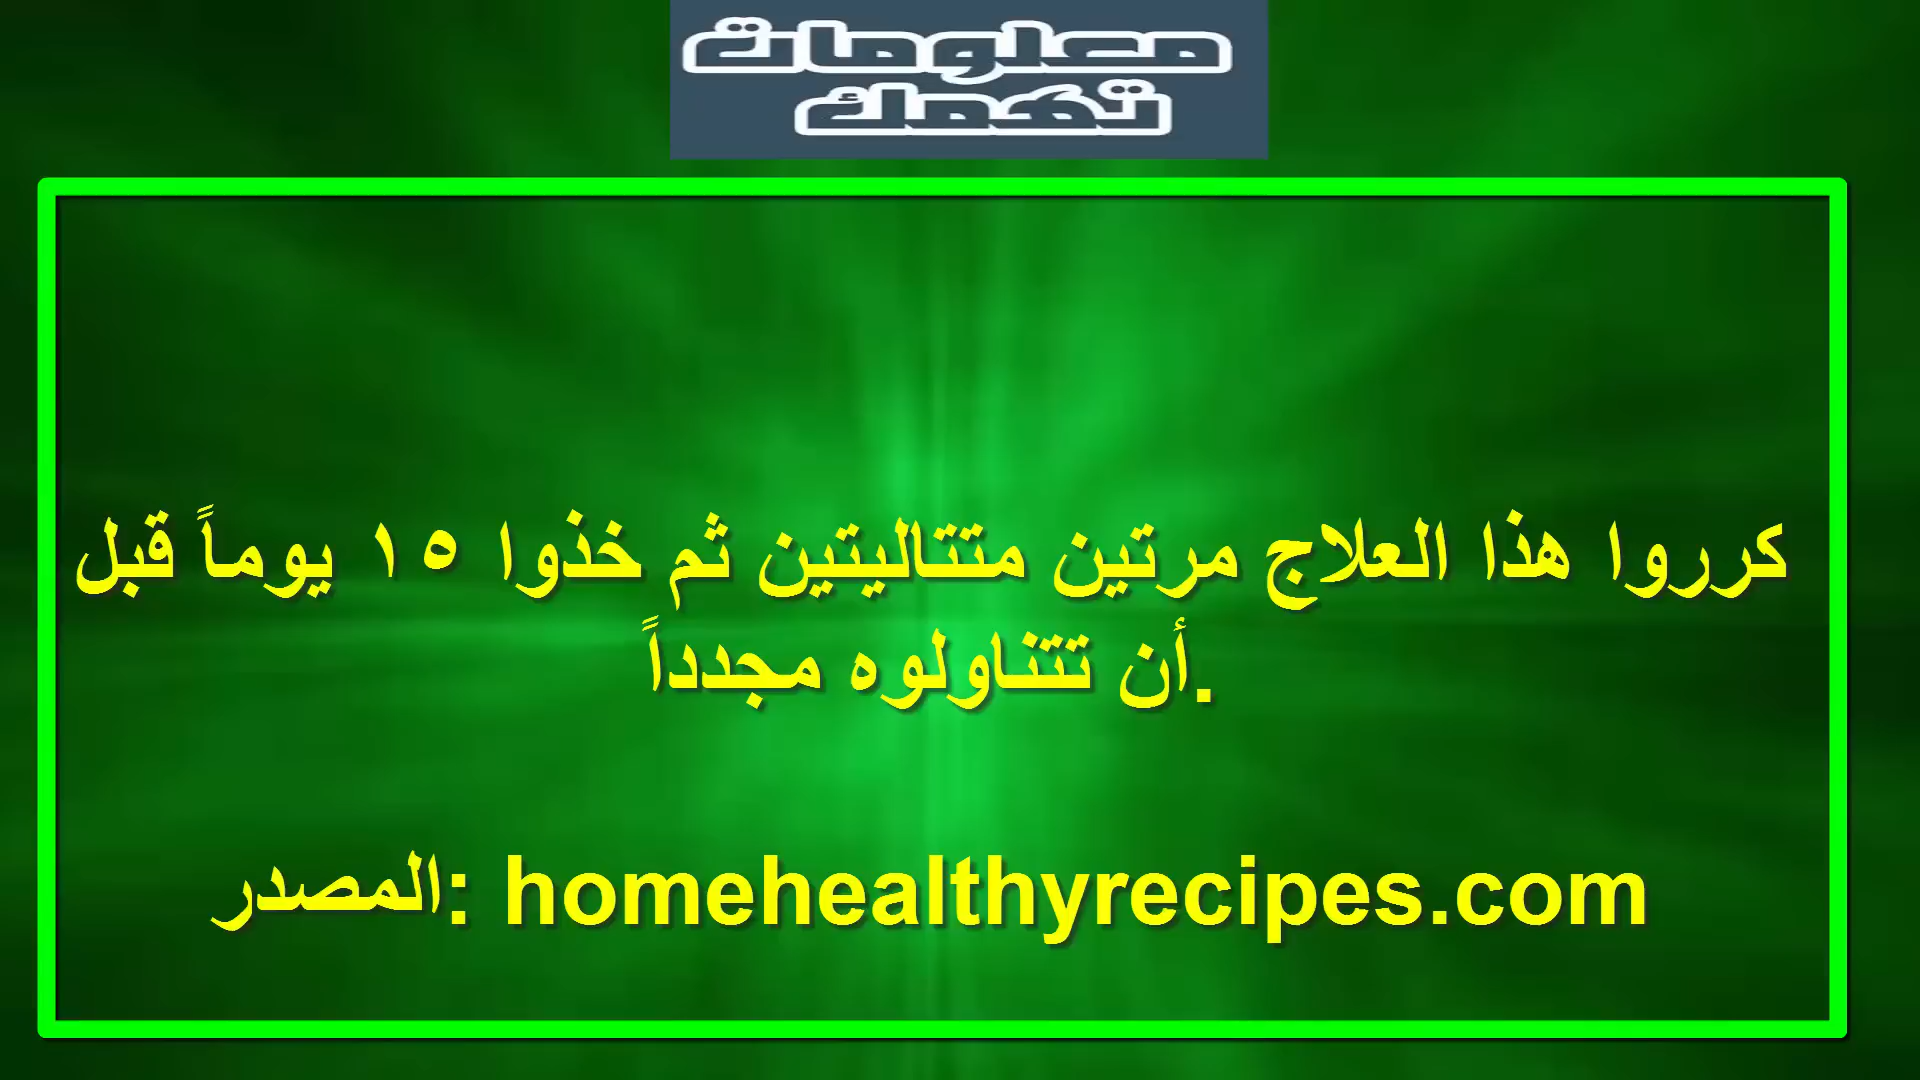 معلومات
تهمك
كرروا هذا العلاج مرتين متتاليتين ثم خذوا ١٥ يوماً قبل
أن تتناولوه مجدداً.
المصدر: homehealthyrecipes.com